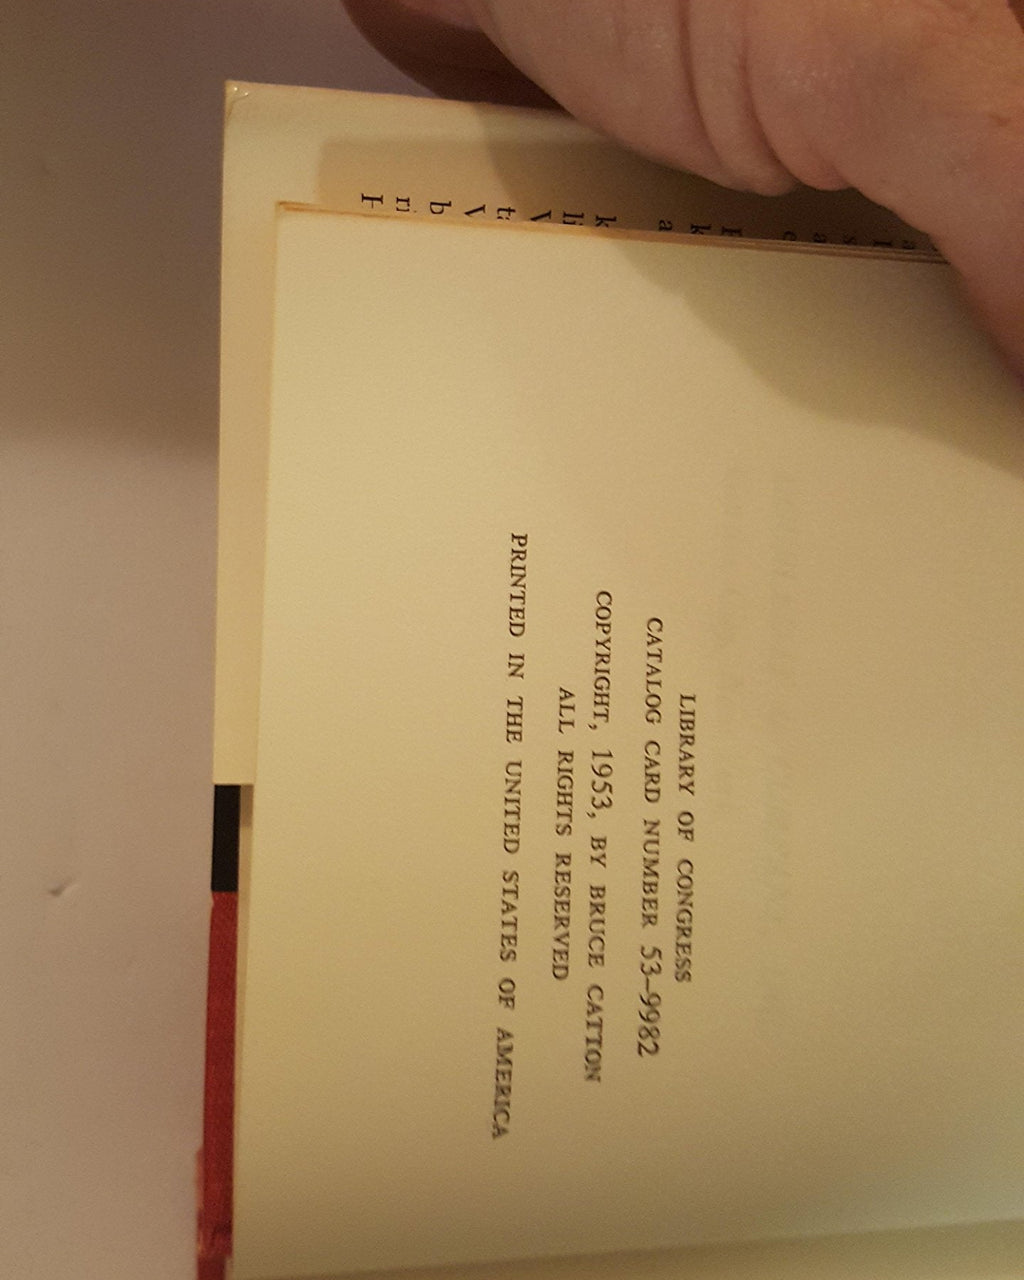 LIBRARY OF CONGRESS
CATALOG CARD NUMBER 53–9982
COPYRIGHT, 1953, BY BRUCE CATTON
ALL RIGHTS RESERVED
PRINTED IN THE UNITED STATES OF AMERICA